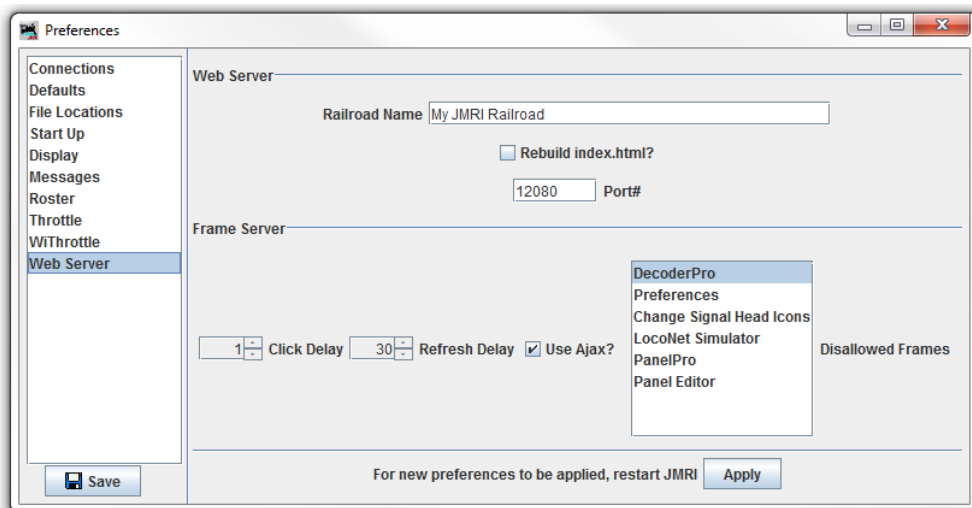 Preferences
Connections
Defaults
File Locations
Start Up
Display
Messages
Roster
Throttle
WiThrottle
Web Server
Save
Web Server
Railroad Name My JMRI Railroad
Rebuild index.html?
12080 Port#
Frame Server
1 Click Delay 30 Refresh Delay Use Ajax?
DecoderPro
Preferences
Change Signal Head Icons
LocoNet Simulator
PanelPro
Panel Editor
Disallowed Frames
For new preferences to be applied, restart JMRI Apply